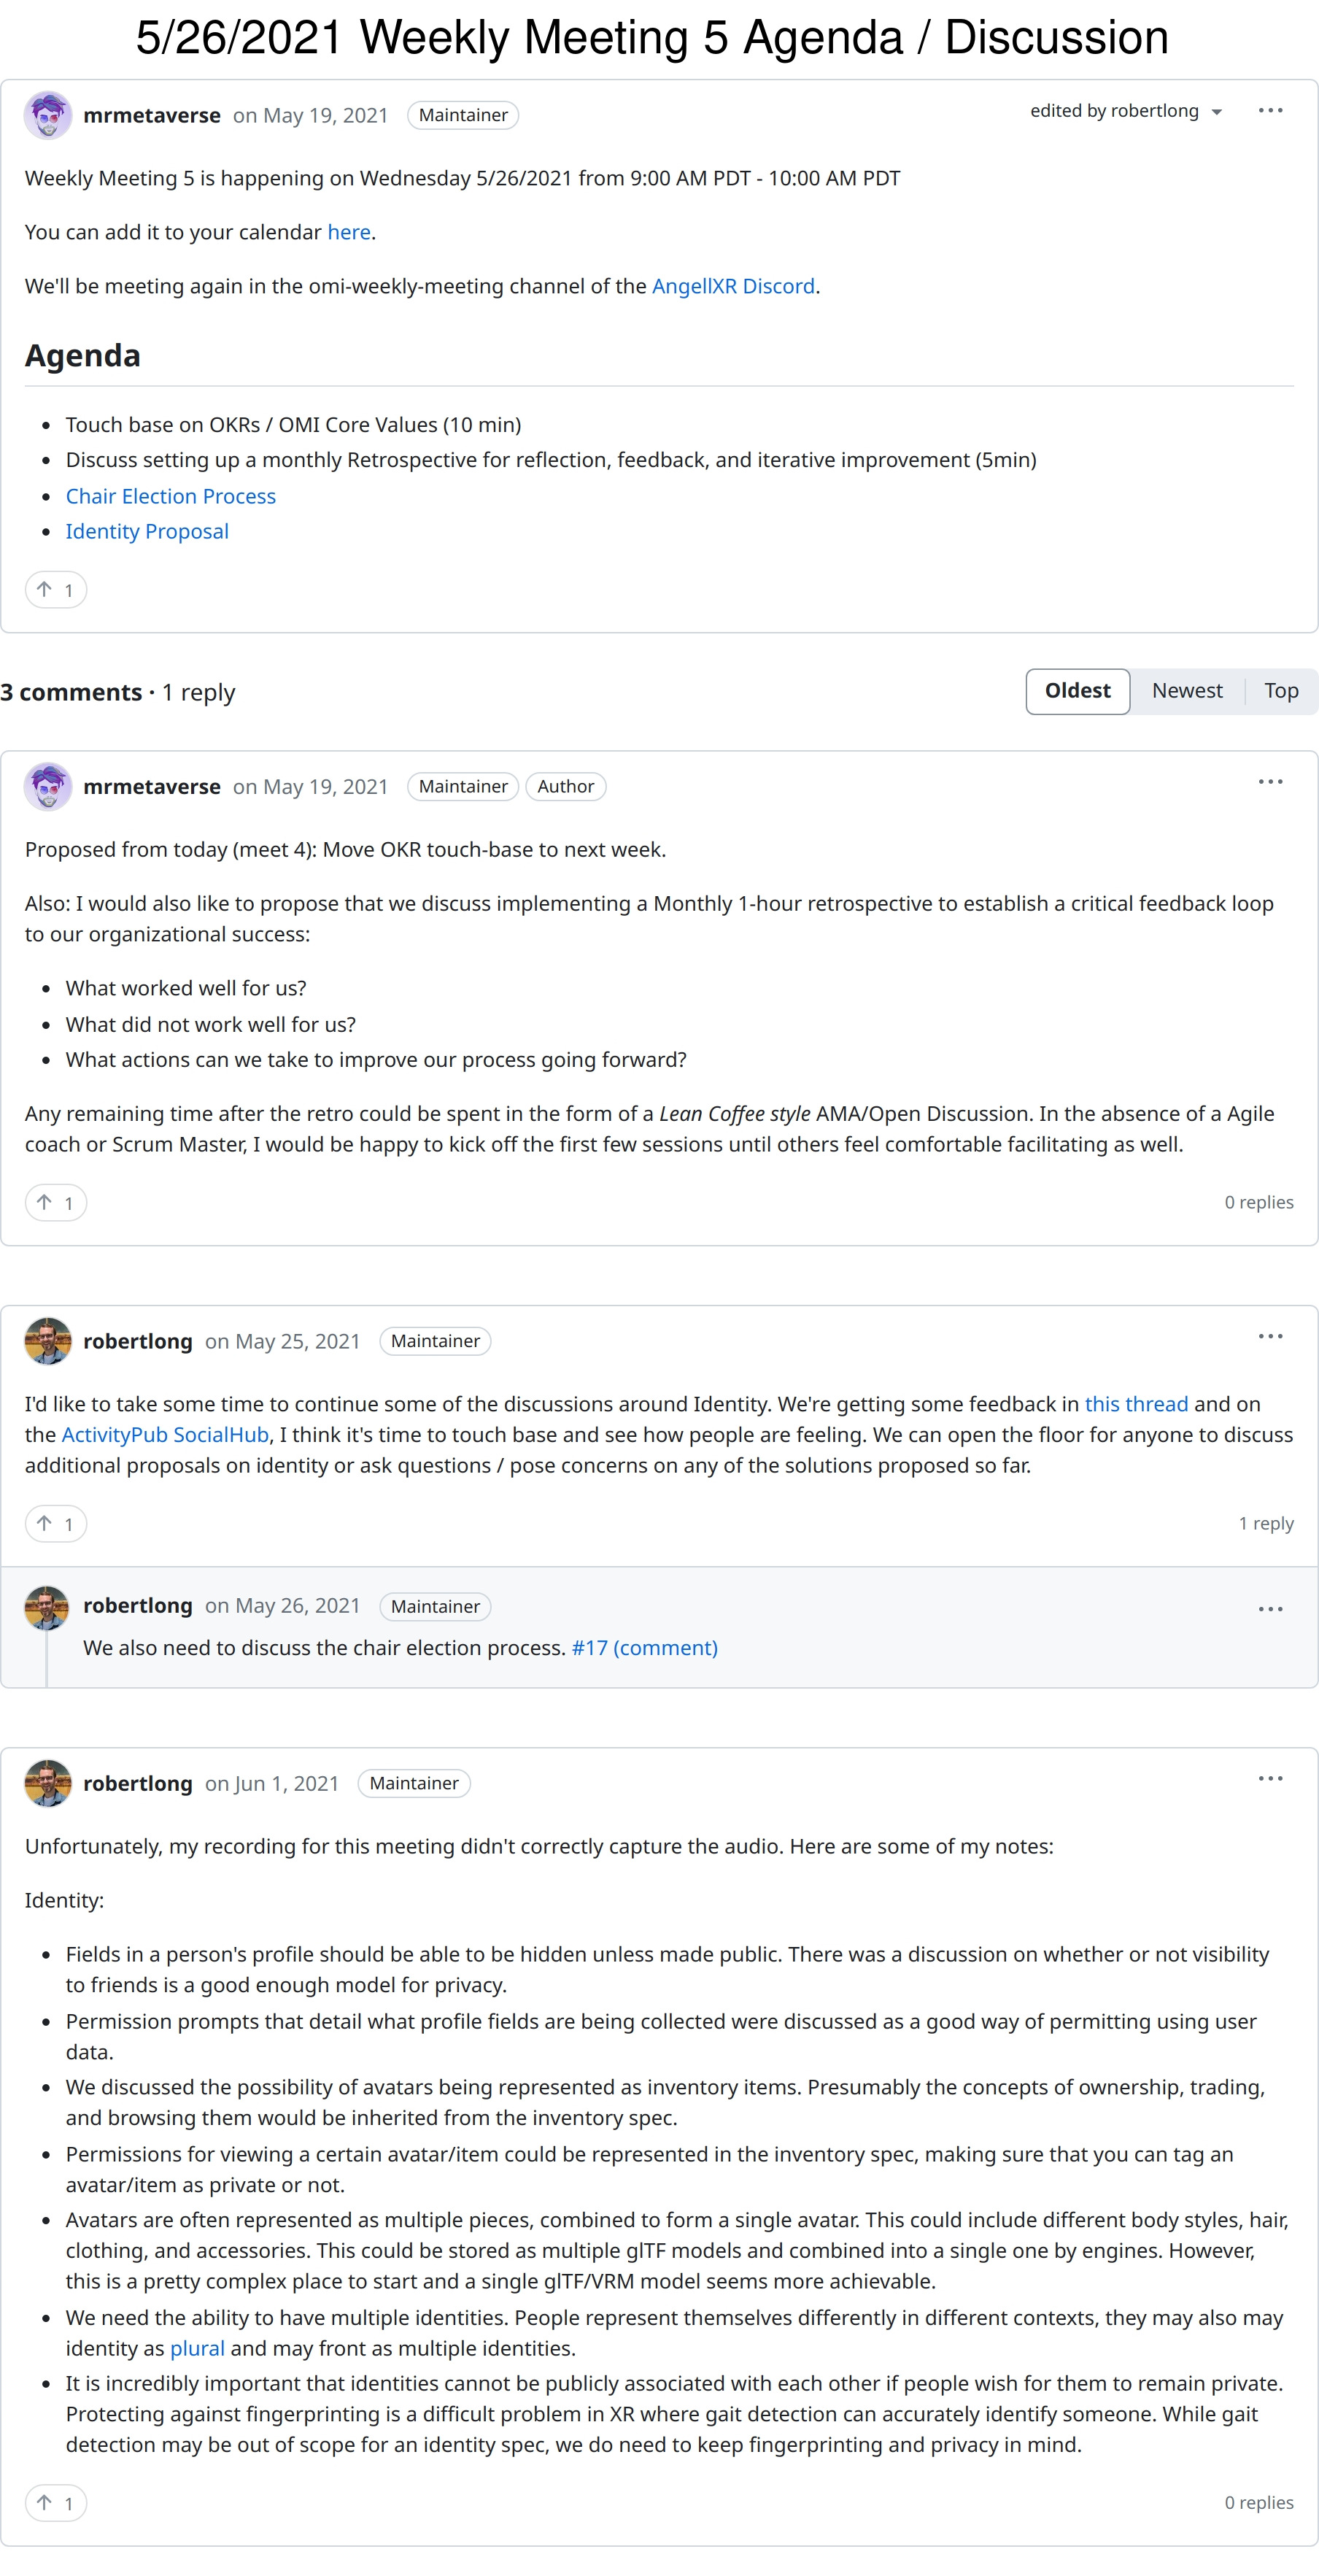 5/26/2021 Weekly Meeting 5 Agenda / Discussion
mrmetaverse on May 19, 2021 Maintainer edited by robertlong
Weekly Meeting 5 is happening on Wednesday 5/26/2021 from 9:00 AM PDT - 10:00 AM PDT
You can add it to your calendar here.
We'll be meeting again in the omi-weekly-meeting channel of the AngellXR Discord.
Agenda
Touch base on OKRs / OMI Core Values (10 min)
Discuss setting up a monthly Retrospective for reflection, feedback, and iterative improvement (5min)
Chair Election Process
Identity Proposal
1
3 comments · 1 reply Oldest Newest Top
mrmetaverse on May 19, 2021 Maintainer Author
Proposed from today (meet 4): Move OKR touch-base to next week.
Also: I would also like to propose that we discuss implementing a Monthly 1-hour retrospective to establish a critical feedback loop
to our organizational success:
What worked well for us?
What did not work well for us?
What actions can we take to improve our process going forward?
Any remaining time after the retro could be spent in the form of a Lean Coffee style AMA/Open Discussion. In the absence of a Agile
coach or Scrum Master, I would be happy to kick off the first few sessions until others feel comfortable facilitating as well.
1 0 replies
robertlong on May 25, 2021 Maintainer
I'd like to take some time to continue some of the discussions around Identity. We're getting some feedback in this thread and on
the ActivityPub SocialHub, I think it's time to touch base and see how people are feeling. We can open the floor for anyone to discuss
additional proposals on identity or ask questions / pose concerns on any of the solutions proposed so far.
1 1 reply
robertlong on May 26, 2021 Maintainer
We also need to discuss the chair election process. #17 (comment)
robertlong on Jun 1, 2021 Maintainer
Unfortunately, my recording for this meeting didn't correctly capture the audio. Here are some of my notes:
Identity:
Fields in a person's profile should be able to be hidden unless made public. There was a discussion on whether or not visibility
to friends is a good enough model for privacy.
Permission prompts that detail what profile fields are being collected were discussed as a good way of permitting using user
data.
We discussed the possibility of avatars being represented as inventory items. Presumably the concepts of ownership, trading,
and browsing them would be inherited from the inventory spec.
Permissions for viewing a certain avatar/item could be represented in the inventory spec, making sure that you can tag an
avatar/item as private or not.
Avatars are often represented as multiple pieces, combined to form a single avatar. This could include different body styles, hair,
clothing, and accessories. This could be stored as multiple glTF models and combined into a single one by engines. However,
this is a pretty complex place to start and a single glTF/VRM model seems more achievable.
We need the ability to have multiple identities. People represent themselves differently in different contexts, they may also may
identity as plural and may front as multiple identities.
It is incredibly important that identities cannot be publicly associated with each other if people wish for them to remain private.
Protecting against fingerprinting is a difficult problem in XR where gait detection can accurately identify someone. While gait
detection may be out of scope for an identity spec, we do need to keep fingerprinting and privacy in mind.
1 0 replies